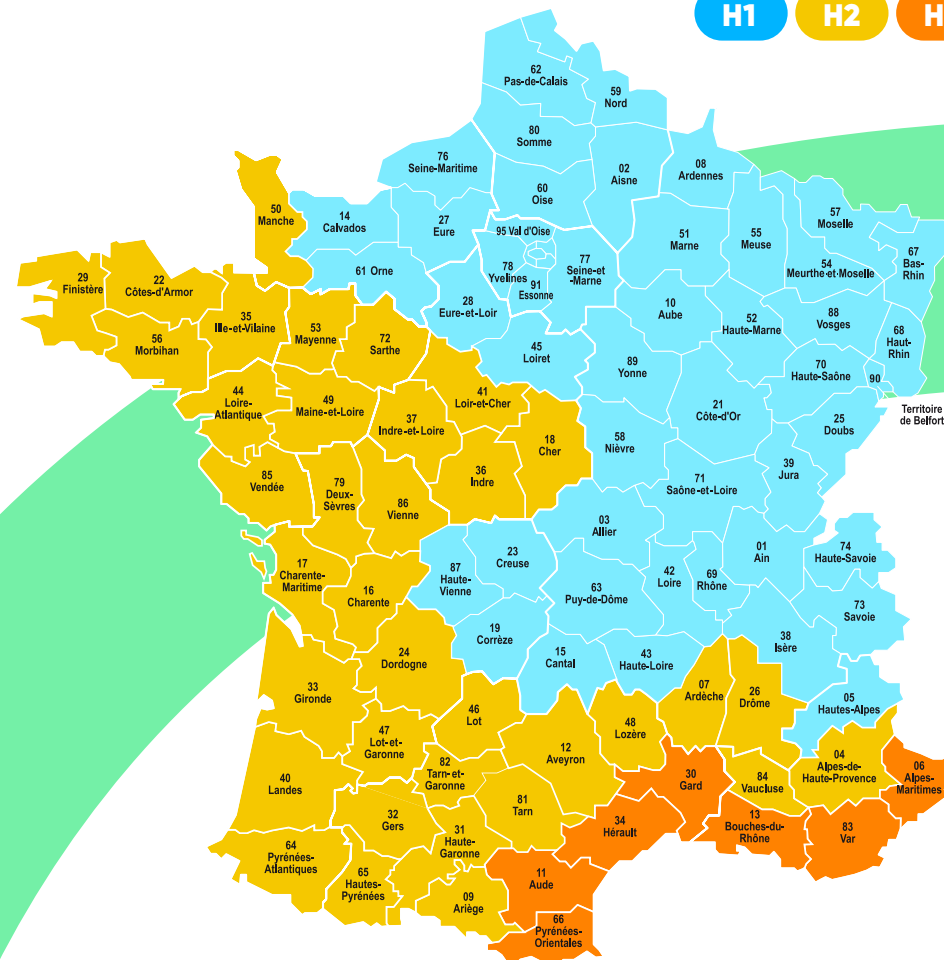 H1
H2
H
62
Pas-de-Calais
59
Nord
80
Somme
76
Seine-Maritime
02
Aisne
08
Ardennes
60
Oise
50
Manche
14
Calvados
27
Eure
95 Val d'Oise
51
Marne
55
Meuse
57
Moselle
67
Bas-
Rhin
54
Meurthe et Moselle
61 Orne
78
Yvelines
91
Essonne
77
Seine-et
-Marne
29
Finistère
22
Côtes-d'Armor
28
Eure-et-Loir
10
Aube
52
Haute-Marne
88
Vosges
68
Haut-
Rhin
35
Ille-et-Vilaine
53
Mayenne
72
Sarthe
56
Morbihan
45
Loiret
89
Yonne
70
Haute-Saône
90
Territoire
de Belfort
44
Loire-
Atlantique
49
Maine-et-Loire
41
Loir-et-Cher
37
Indre-et-Loire
21
Côte-d'Or
25
Doubs
18
Cher
58
Nièvre
39
Jura
85
Vendée
79
Deux-
Sèvres
86
Vienne
36
Indre
71
Saône-et-Loire
03
Allier
01
Ain
74
Haute-Savoie
17
Charente-
Maritime
16
Charente
87
Haute-
Vienne
23
Creuse
63
Puy-de-Dôme
42
Loire
69
Rhône
73
Savoie
19
Corrèze
38
Isère
24
Dordogne
15
Cantal
43
Haute-Loire
33
Gironde
07
Ardèche
26
Drôme
05
Hautes-Alpes
46
Lot
48
Lozère
47
Lot-et-
Garonne
12
Aveyron
04
Alpes-de-
Haute-Provence
06
Alpes-
Maritimes
40
Landes
82
Tarn-et-
Garonne
30
Gard
84
Vaucluse
81
Tarn
32
Gers
31
Haute-
Garonne
34
Hérault
13
Bouches-du-
Rhône
83
Var
64
Pyrénées-
Atlantiques
65
Hautes-
Pyrénées
09
Ariège
11
Aude
66
Pyrénées-
Orientales